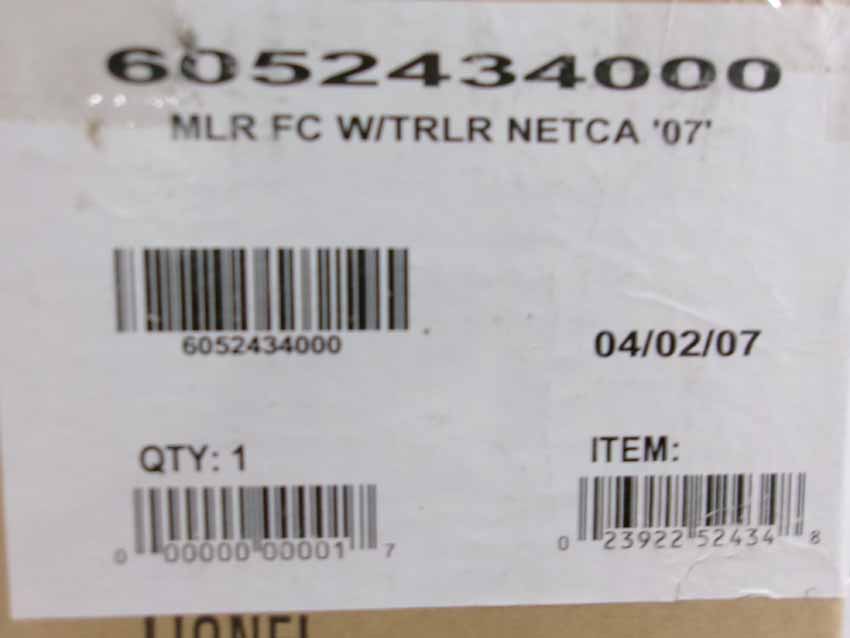 6052434000
MLR FC W/TRLR NETCA '07'
6052434000
04/02/07
QTY: 1
ITEM:
0 00000 00001 7
0 23922 52434 8
LIONEL